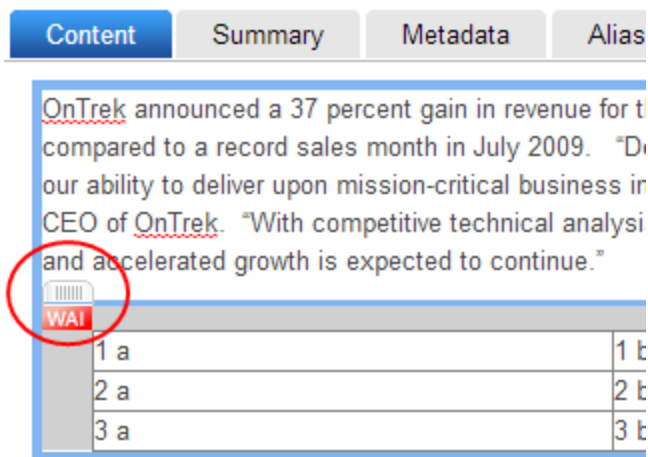 Content Summary Metadata Alias
OnTrek announced a 37 percent gain in revenue for
compared to a record sales month in July 2009. “
our ability to deliver upon mission-critical business
CEO of OnTrek. “With competitive technical
and accelerated growth is expected to continue.”
WAI
1 a 1
2 a 2
3 a 3